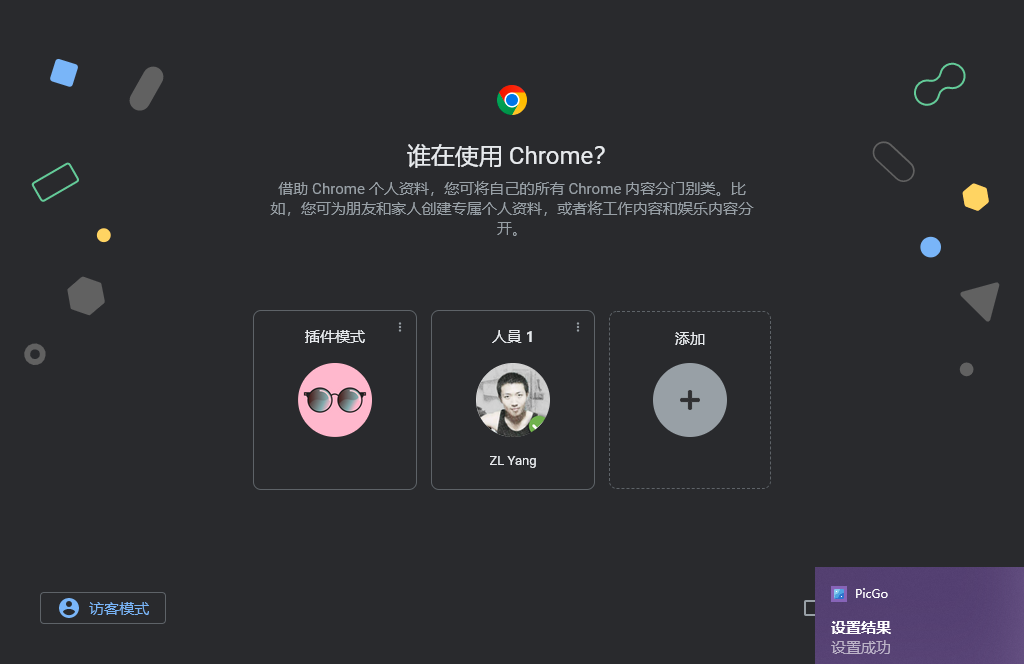 谁在使用 Chrome?
借助 Chrome 个人资料，您可将自己的所有 Chrome 内容分门别类。比
如，您可为朋友和家人创建专属个人资料，或者将工作内容和娱乐内容分
开。
插件模式
人員 1
添加
ZL Yang
访客模式
PicGo
设置结果
设置成功